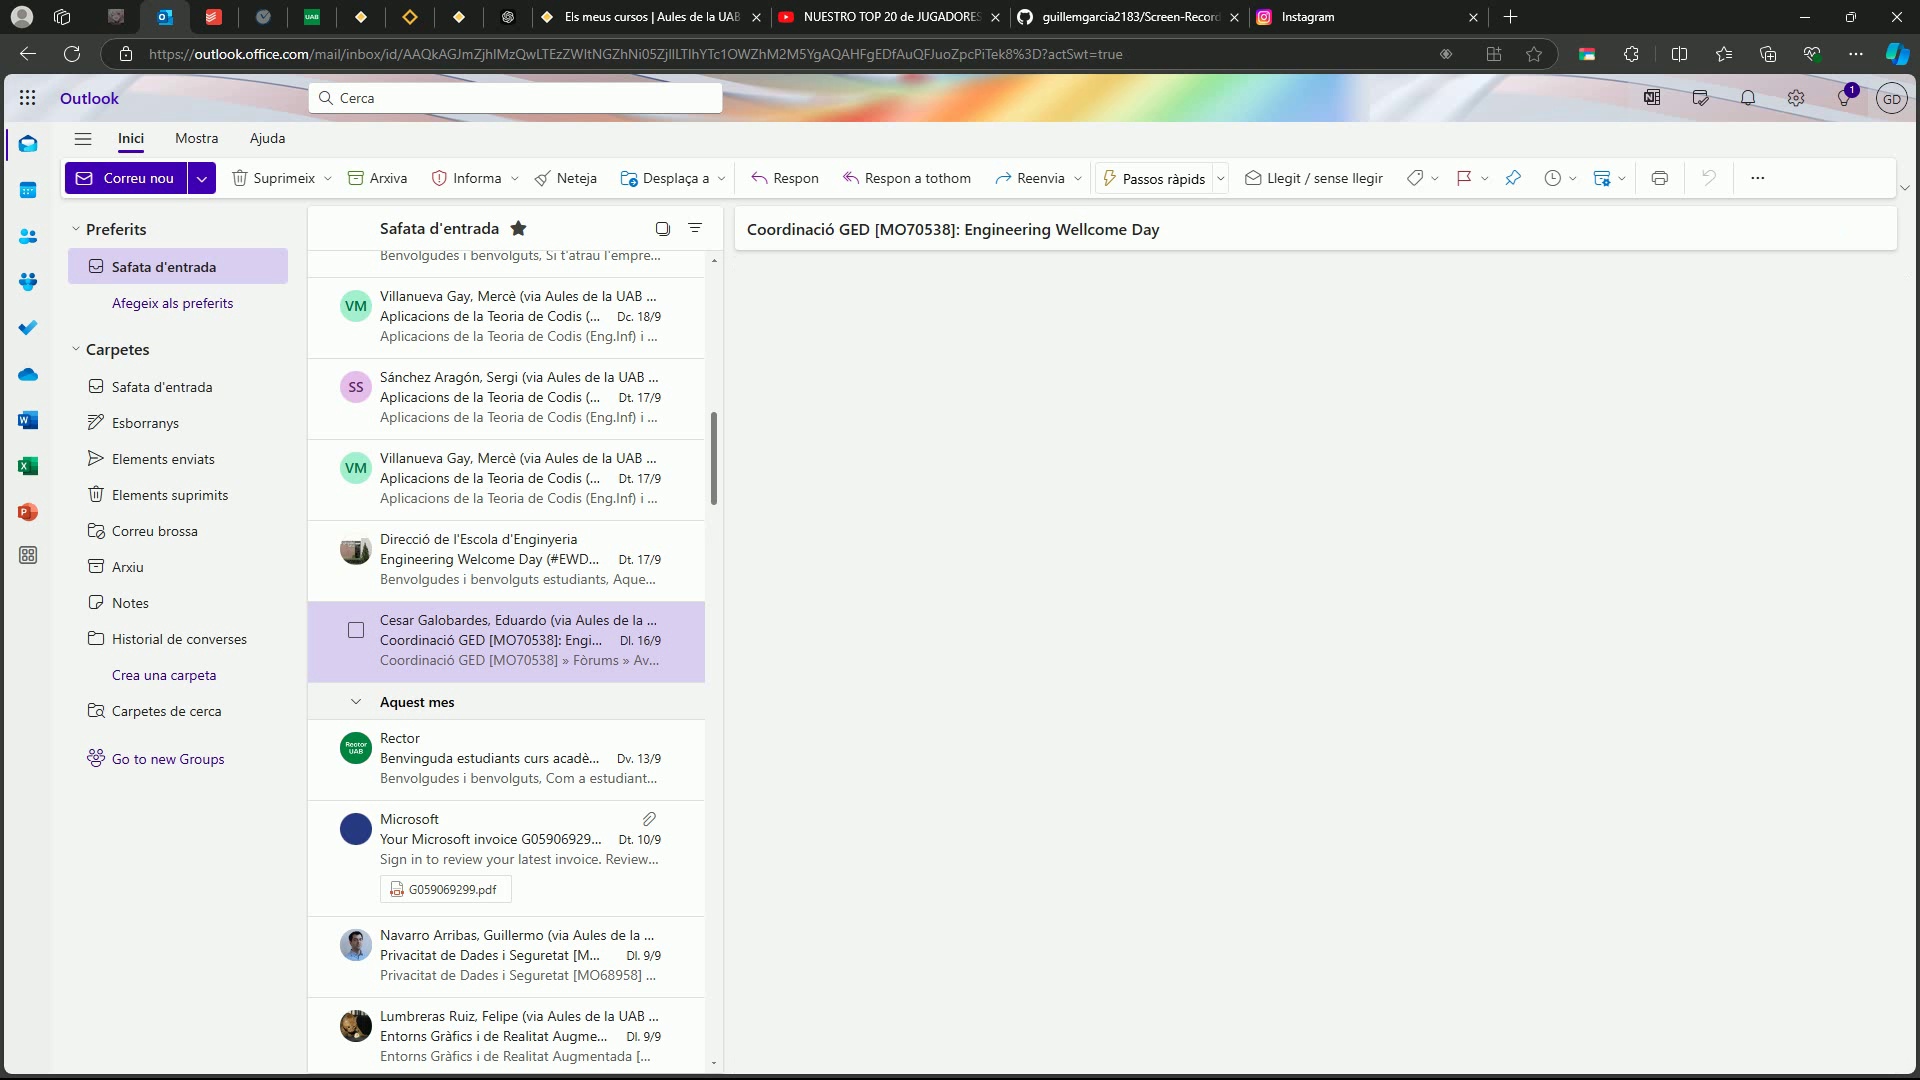 UAB
Els meus cursos | Aules de la UAB
NUESTRO TOP 20 de JUGADORES
guillemgarcia2183/Screen-Record
Instagram
https://outlook.office.com/mail/inbox/id/AAQkAGJmZjhlMzQwLTEzZWItNGZhNi05ZjllLTlhYTc1OWZhM2M5YgAQAHFgEDfAuQFJuoZpcPiTek8%3D?actSwt=true
Outlook
Cerca
1
GD
Inici
Mostra
Ajuda
Correu nou
Suprimeix
Arxiva
Informa
Neteja
Desplaça a
Respon
Respon a tothom
Reenvia
Passos ràpids
Llegit / sense llegir
Preferits
Safata d'entrada
Afegeix als preferits
Carpetes
Safata d'entrada
Esborranys
Elements enviats
Elements suprimits
Correu brossa
Arxiu
Notes
Historial de converses
Crea una carpeta
Carpetes de cerca
Go to new Groups
Safata d'entrada
Benvolgudes i benvolguts, Si t'atrau l'empre...
VM
Villanueva Gay, Mercè (via Aules de la UAB ...
Aplicacions de la Teoria de Codis (... Dc. 18/9
Aplicacions de la Teoria de Codis (Eng.Inf) i ...
SS
Sánchez Aragón, Sergi (via Aules de la UAB ...
Aplicacions de la Teoria de Codis (... Dt. 17/9
Aplicacions de la Teoria de Codis (Eng.Inf) i ...
VM
Villanueva Gay, Mercè (via Aules de la UAB ...
Aplicacions de la Teoria de Codis (... Dt. 17/9
Aplicacions de la Teoria de Codis (Eng.Inf) i ...
Direcció de l'Escola d'Enginyeria
Engineering Welcome Day (#EWD... Dt. 17/9
Benvolgudes i benvolguts estudiants, Aque...
Cesar Galobardes, Eduardo (via Aules de la ...
Coordinació GED [MO70538]: Engi... Dl. 16/9
Coordinació GED [MO70538] » Fòrums » Av...
Aquest mes
Rector UAB
Rector
Benvinguda estudiants curs acadè... Dv. 13/9
Benvolgudes i benvolguts, Com a estudiant...
Microsoft
Your Microsoft invoice G05906929... Dt. 10/9
Sign in to review your latest invoice. Review...
G059069299.pdf
Navarro Arribas, Guillermo (via Aules de la ...
Privacitat de Dades i Seguretat [M... Dl. 9/9
Privacitat de Dades i Seguretat [MO68958] ...
Lumbreras Ruiz, Felipe (via Aules de la UAB ...
Entorns Gràfics i de Realitat Augme... Dl. 9/9
Entorns Gràfics i de Realitat Augmentada [...
Coordinació GED [MO70538]: Engineering Wellcome Day